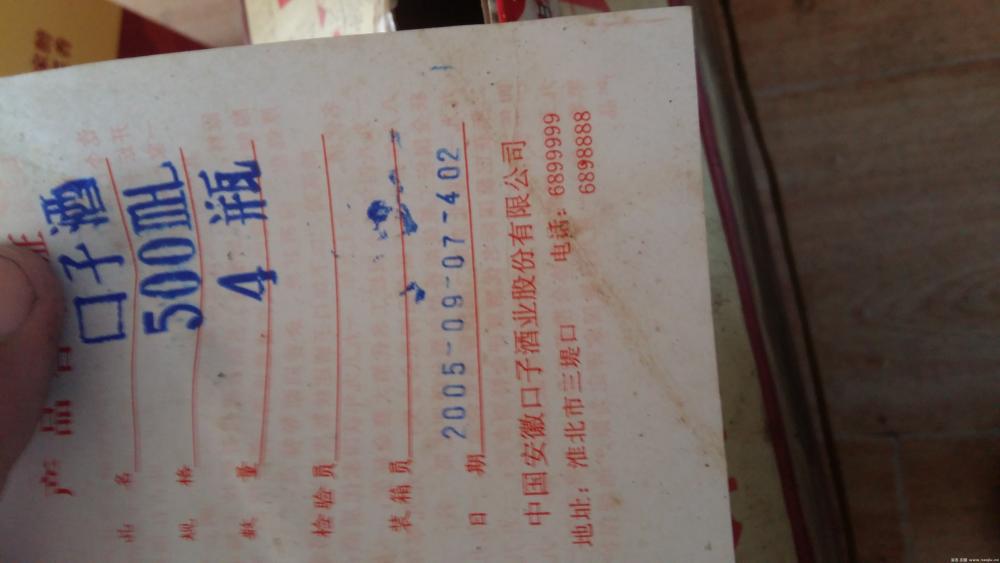 产品合
品名 口子酒
规格 500ML
数量 4瓶
检验员
装箱员
日期 2005-09-07-402
中国安徽口子酒业股份有限公司
地址：淮北市三堤口 电话：6899999
6898888